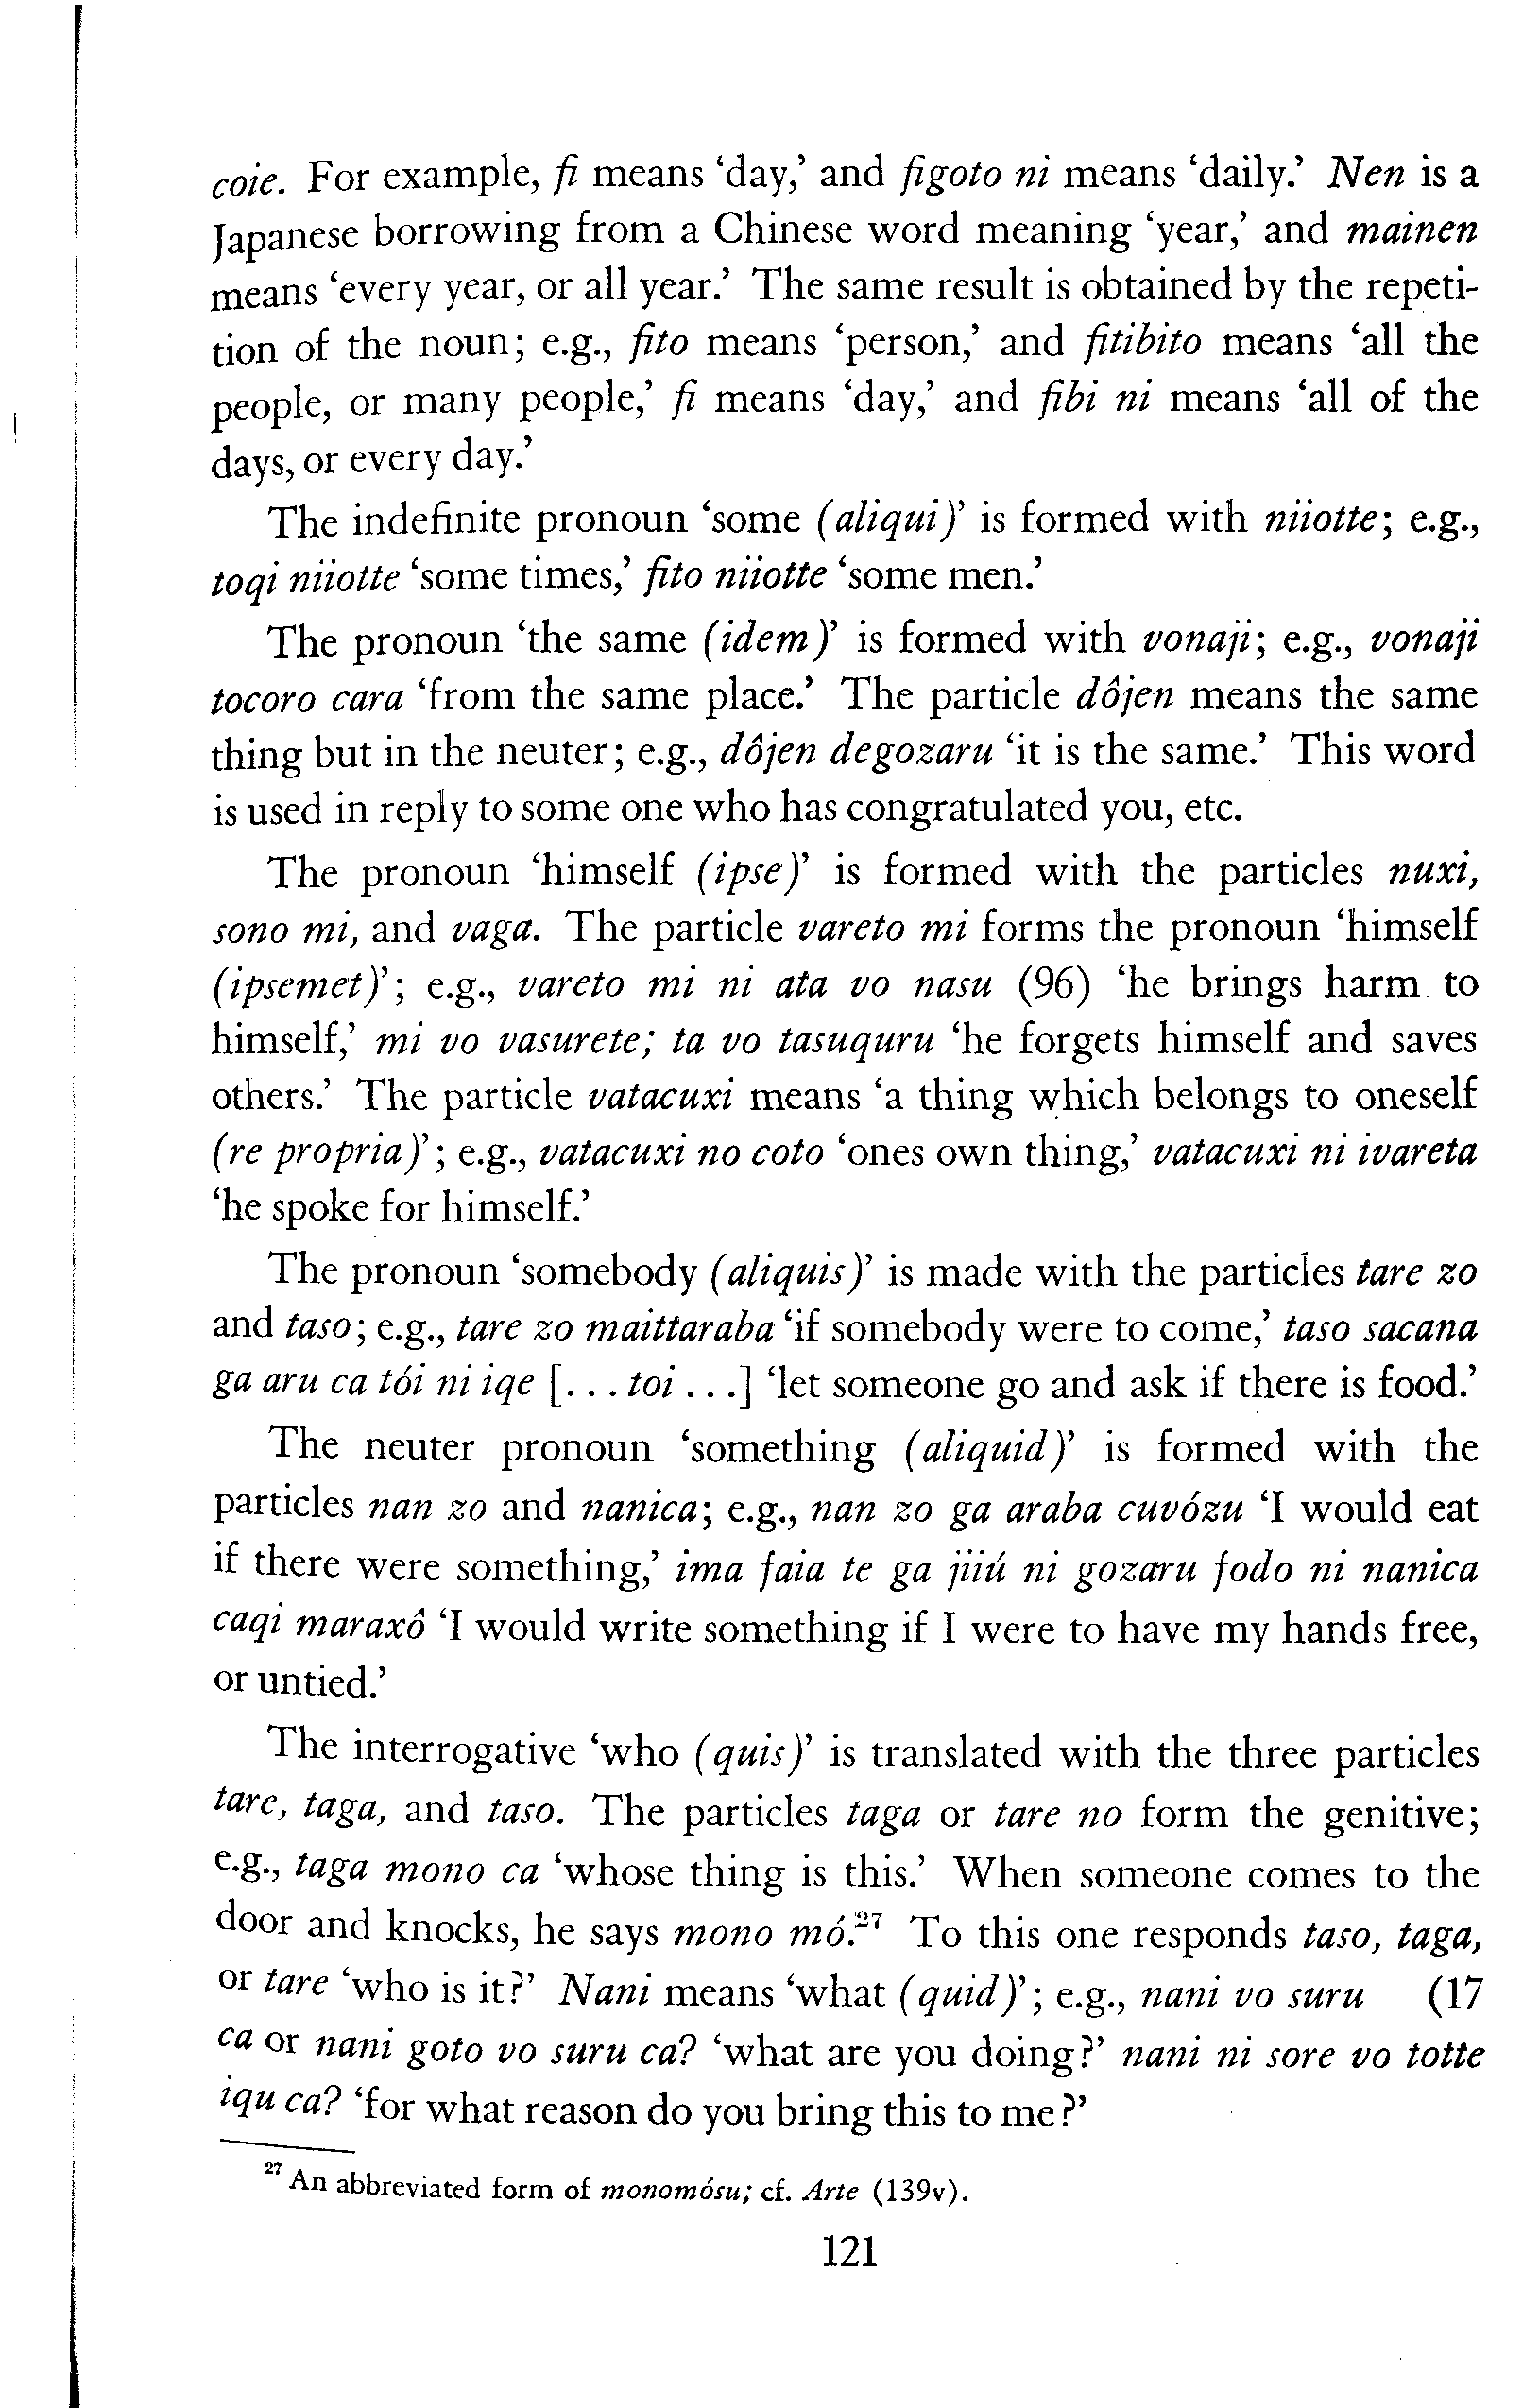 coie. For example, fi means ‘day,’ and figoto ni means ‘daily.’ Nen is a
Japanese borrowing from a Chinese word meaning ‘year,’ and mainen
means ‘every year, or all year.’ The same result is obtained by the repeti-
tion of the noun; e.g., fito means ‘person,’ and fitibito means ‘all the
people, or many people,’ fi means ‘day,’ and fibi ni means ‘all of the
days, or every day.’
The indefinite pronoun ‘some (aliqui)’ is formed with niiotte; e.g.,
toqi niiotte ‘some times,’ fito niiotte ‘some men.’
The pronoun ‘the same (idem)’ is formed with vonaji; e.g., vonaji
tocoro cara ‘from the same place.’ The particle dôjen means the same
thing but in the neuter; e.g., dôjen degozaru ‘it is the same.’ This word
is used in reply to some one who has congratulated you, etc.
The pronoun ‘himself (ipse)’ is formed with the particles nuxi,
sono mi, and vaga. The particle vareto mi forms the pronoun ‘himself
(ipsemet)’; e.g., vareto mi ni ata vo nasu (96) ‘he brings harm to
himself,’ mi vo vasurete; ta vo tasuquru ‘he forgets himself and saves
others.’ The particle vatacuxi means ‘a thing which belongs to oneself
(re propria)’; e.g., vatacuxi no coto ‘ones own thing,’ vatacuxi ni ivareta
‘he spoke for himself.’
The pronoun ‘somebody (aliquis)’ is made with the particles tare zo
and taso; e.g., tare zo maittaraba ‘if somebody were to come,’ taso sacana
ga aru ca tói ni iqe [. . . toi . . .] ‘let someone go and ask if there is food.’
The neuter pronoun ‘something (aliquid)’ is formed with the
particles nan zo and nanica; e.g., nan zo ga araba cuvózu ‘I would eat
if there were something,’ ima faia te ga jiiú ni gozaru fodo ni nanica
caqi maraxô ‘I would write something if I were to have my hands free,
or untied.’
The interrogative ‘who (quis)’ is translated with the three particles
tare, taga, and taso. The particles taga or tare no form the genitive;
e.g., taga mono ca ‘whose thing is this.’ When someone comes to the
door and knocks, he says mono mó.²⁷ To this one responds taso, taga,
or tare ‘who is it?’ Nani means ‘what (quid)’; e.g., nani vo suru (17
ca or nani goto vo suru ca? ‘what are you doing?’ nani ni sore vo totte
iqu ca? ‘for what reason do you bring this to me?’
²⁷ An abbreviated form of monomósu; cf. Arte (139v).
121